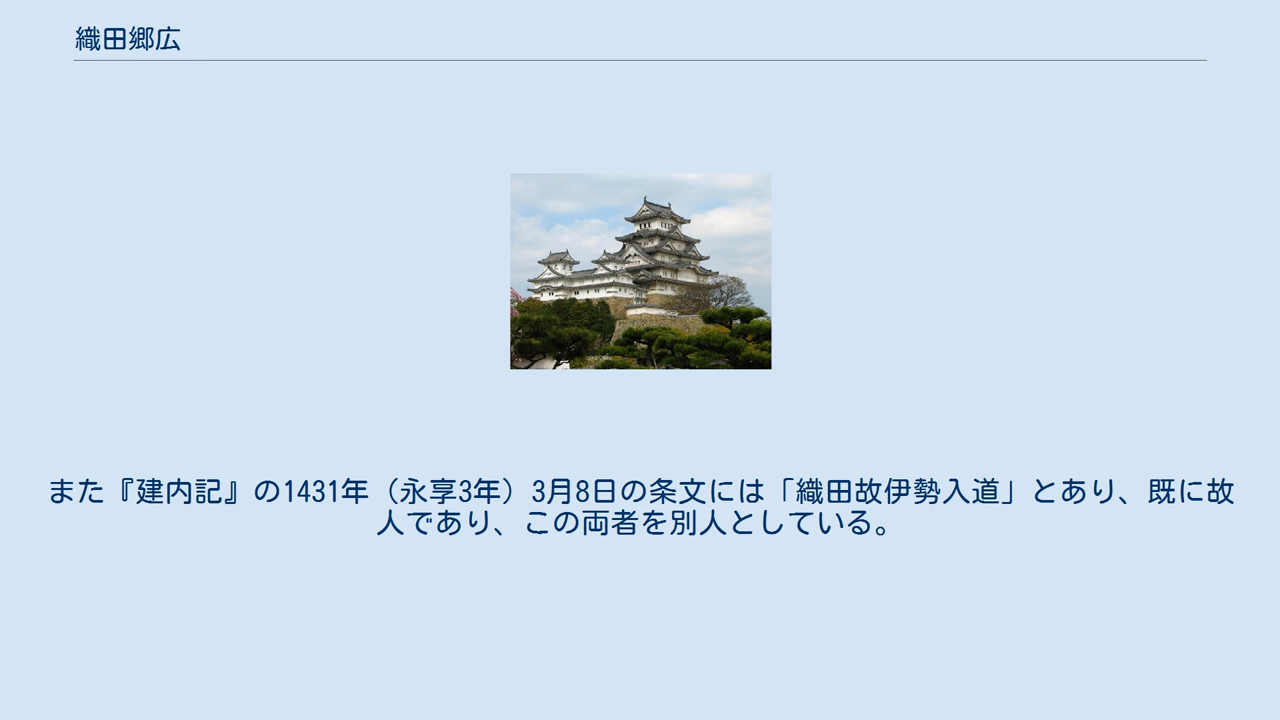 織田郷広
また『建内記』の1431年（永享3年）3月8日の条文には「織田故伊勢入道」とあり、既に故
人であり、この両者を別人としている。